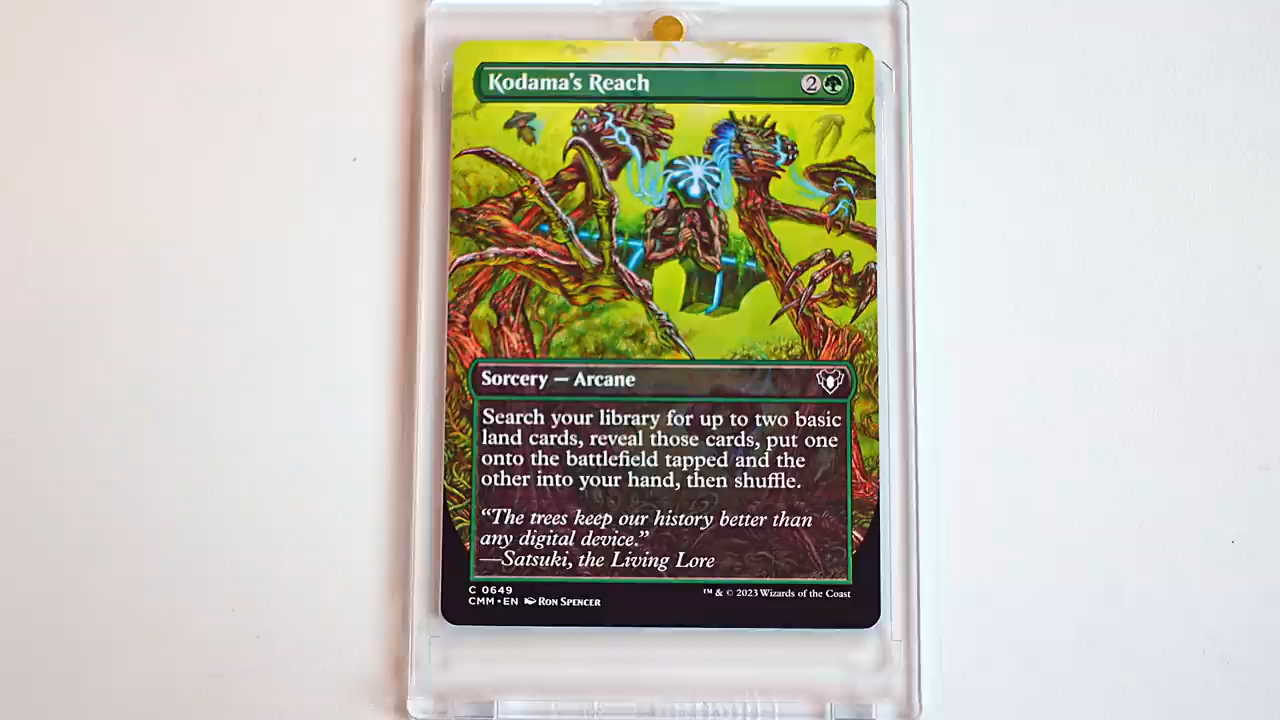 Kodama's Reach 2
Sorcery — Arcane
Search your library for up to two basic
land cards, reveal those cards, put one
onto the battlefield tapped and the
other into your hand, then shuffle.
“The trees keep our history better than
any digital device.”
—Satsuki, the Living Lore
C 0649
CMM • EN Ron Spencer
™ & © 2023 Wizards of the Coast